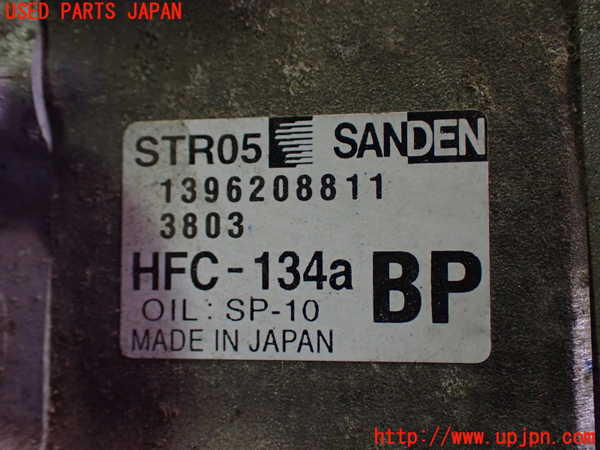 USED PARTS JAPAN
STR05 SANDEN
1396208811
3803
HFC-134a BP
OIL: SP-10
MADE IN JAPAN
http://www.upjpn.com/